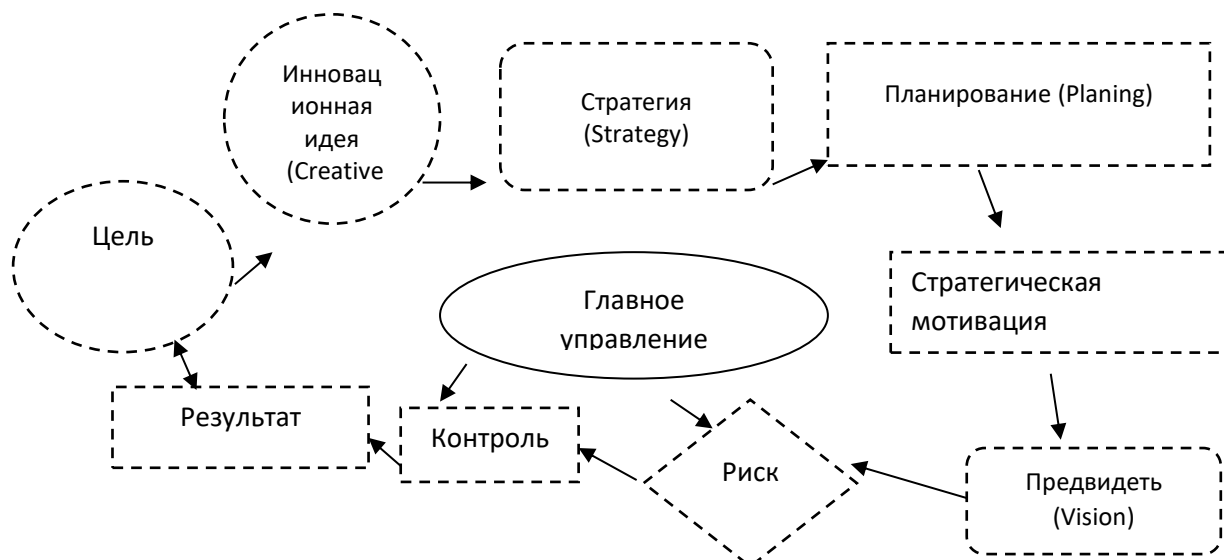 Инновац
ионная
идея
(Creative
Стратегия
(Strategy)
Планирование (Planing)
Цель
Главное
управление
Стратегическая
мотивация
Результат
Контроль
Риск
Предвидеть
(Vision)